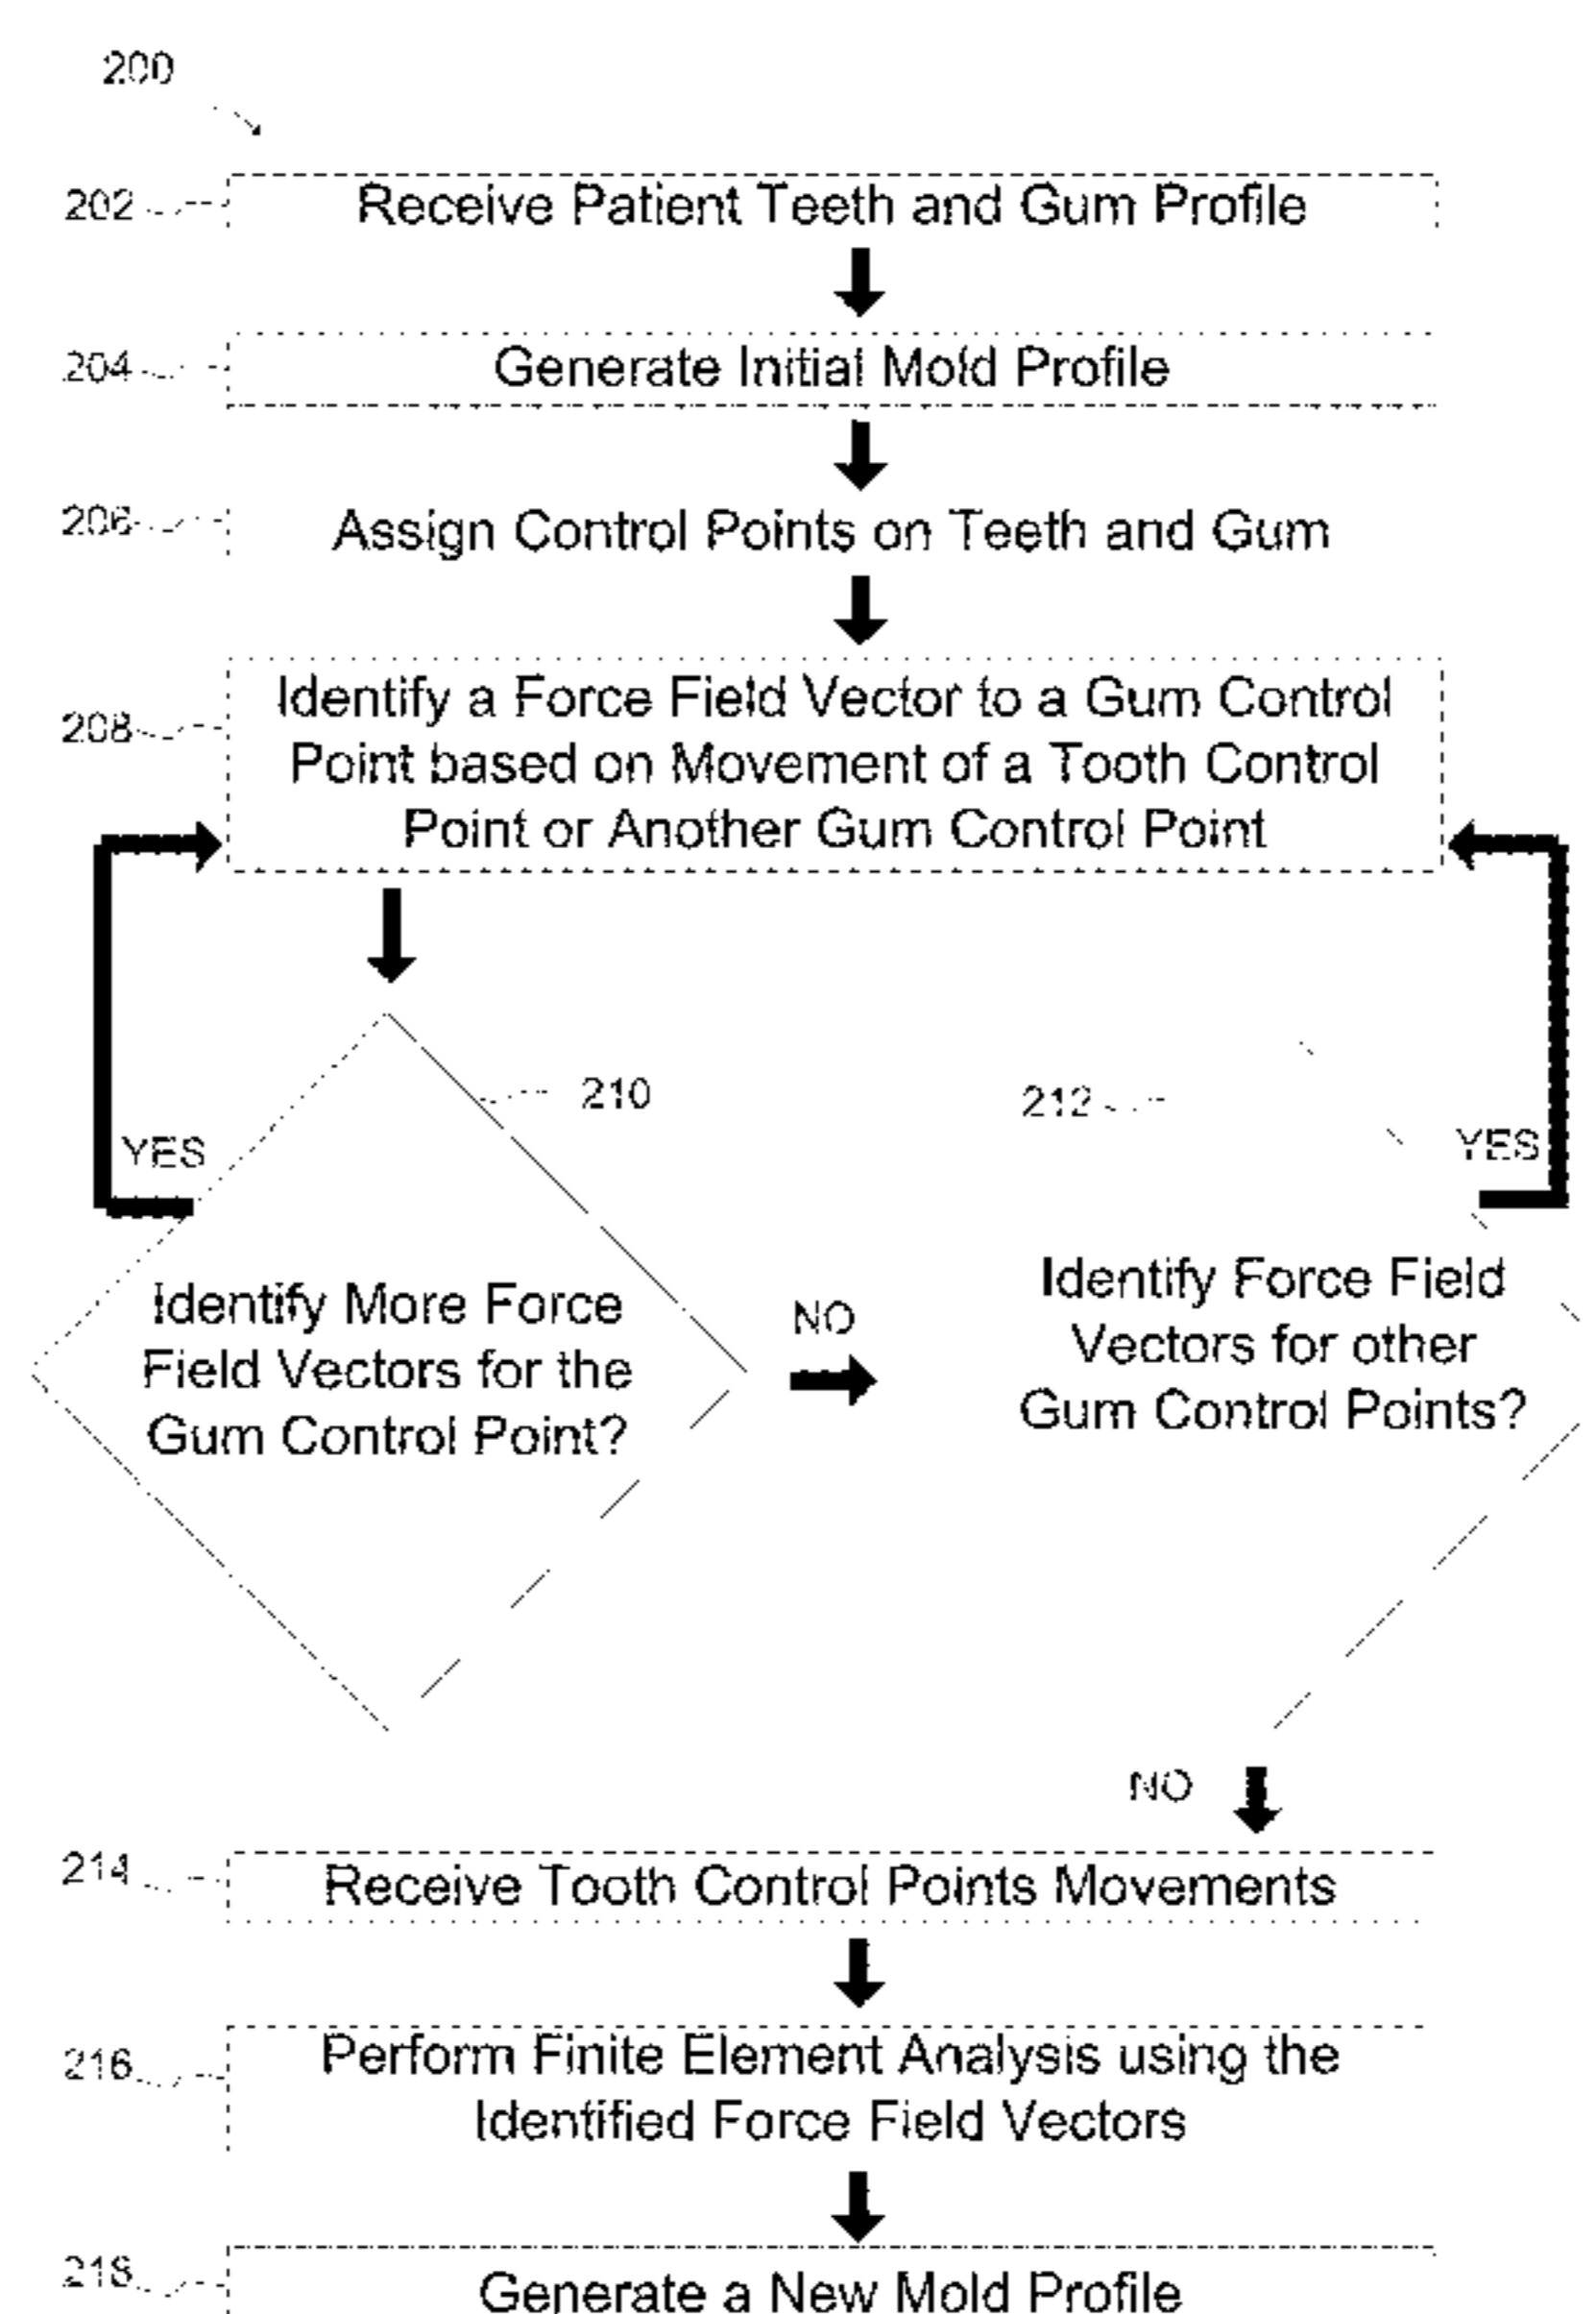 200
202
Receive Patient Teeth and Gum Profile
204
Generate Initial Mold Profile
206
Assign Control Points on Teeth and Gum
208
Identify a Force Field Vector to a Gum Control
Point based on Movement of a Tooth Control
Point or Another Gum Control Point
210
212
YES
YES
Identify More Force
Field Vectors for the
Gum Control Point?
NO
Identify Force Field
Vectors for other
Gum Control Points?
NO
214
Receive Tooth Control Points Movements
216
Perform Finite Element Analysis using the
Identified Force Field Vectors
218
Generate a New Mold Profile